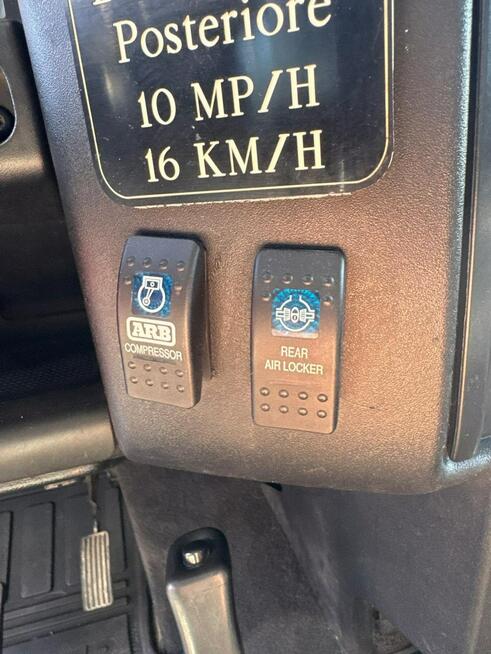 Posteriore
10 MP/H
16 KM/H
ARB
COMPRESSOR
REAR
AIR LOCKER